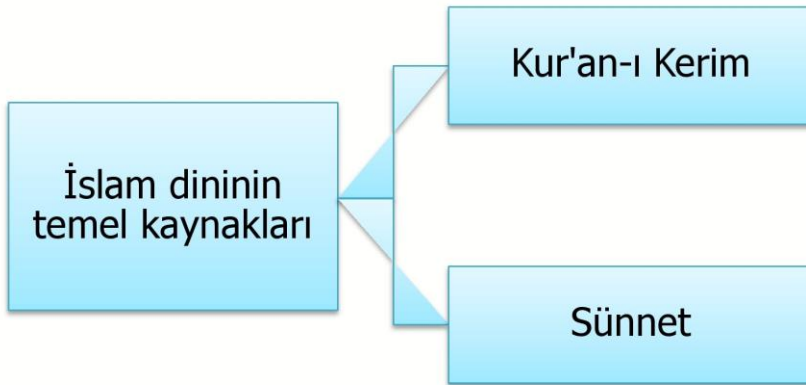 İslam dininin
temel kaynakları
Kur'an-ı Kerim
Sünnet